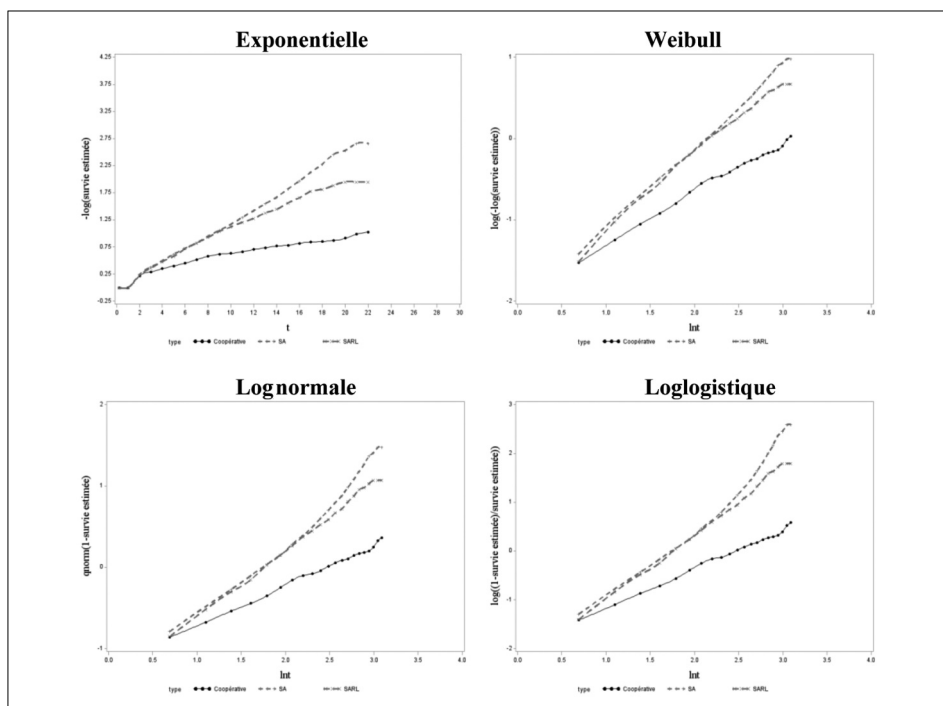 Exponentielle
4.25
3.75
3.25
2.75
2.25
1.75
1.25
0.75
0.25
-0.25
-log(survie estimée)
0 2 4 6 8 10 12 14 16 18 20 22 24 26 28 30
t
type Coopérative SA SARL
Weibull
1
0
-1
-2
log(-log(survie estimée))
0.0 0.5 1.0 1.5 2.0 2.5 3.0 3.5 4.0
lnt
type Coopérative SA SARL
Lognormale
2
1
0
-1
qnorm(1-survie estimée)
0.0 0.5 1.0 1.5 2.0 2.5 3.0 3.5 4.0
lnt
type Coopérative SA SARL
Loglogistique
3
2
1
0
-1
-2
log((1-survie estimée)/survie estimée)
0.0 0.5 1.0 1.5 2.0 2.5 3.0 3.5 4.0
lnt
type Coopérative SA SARL